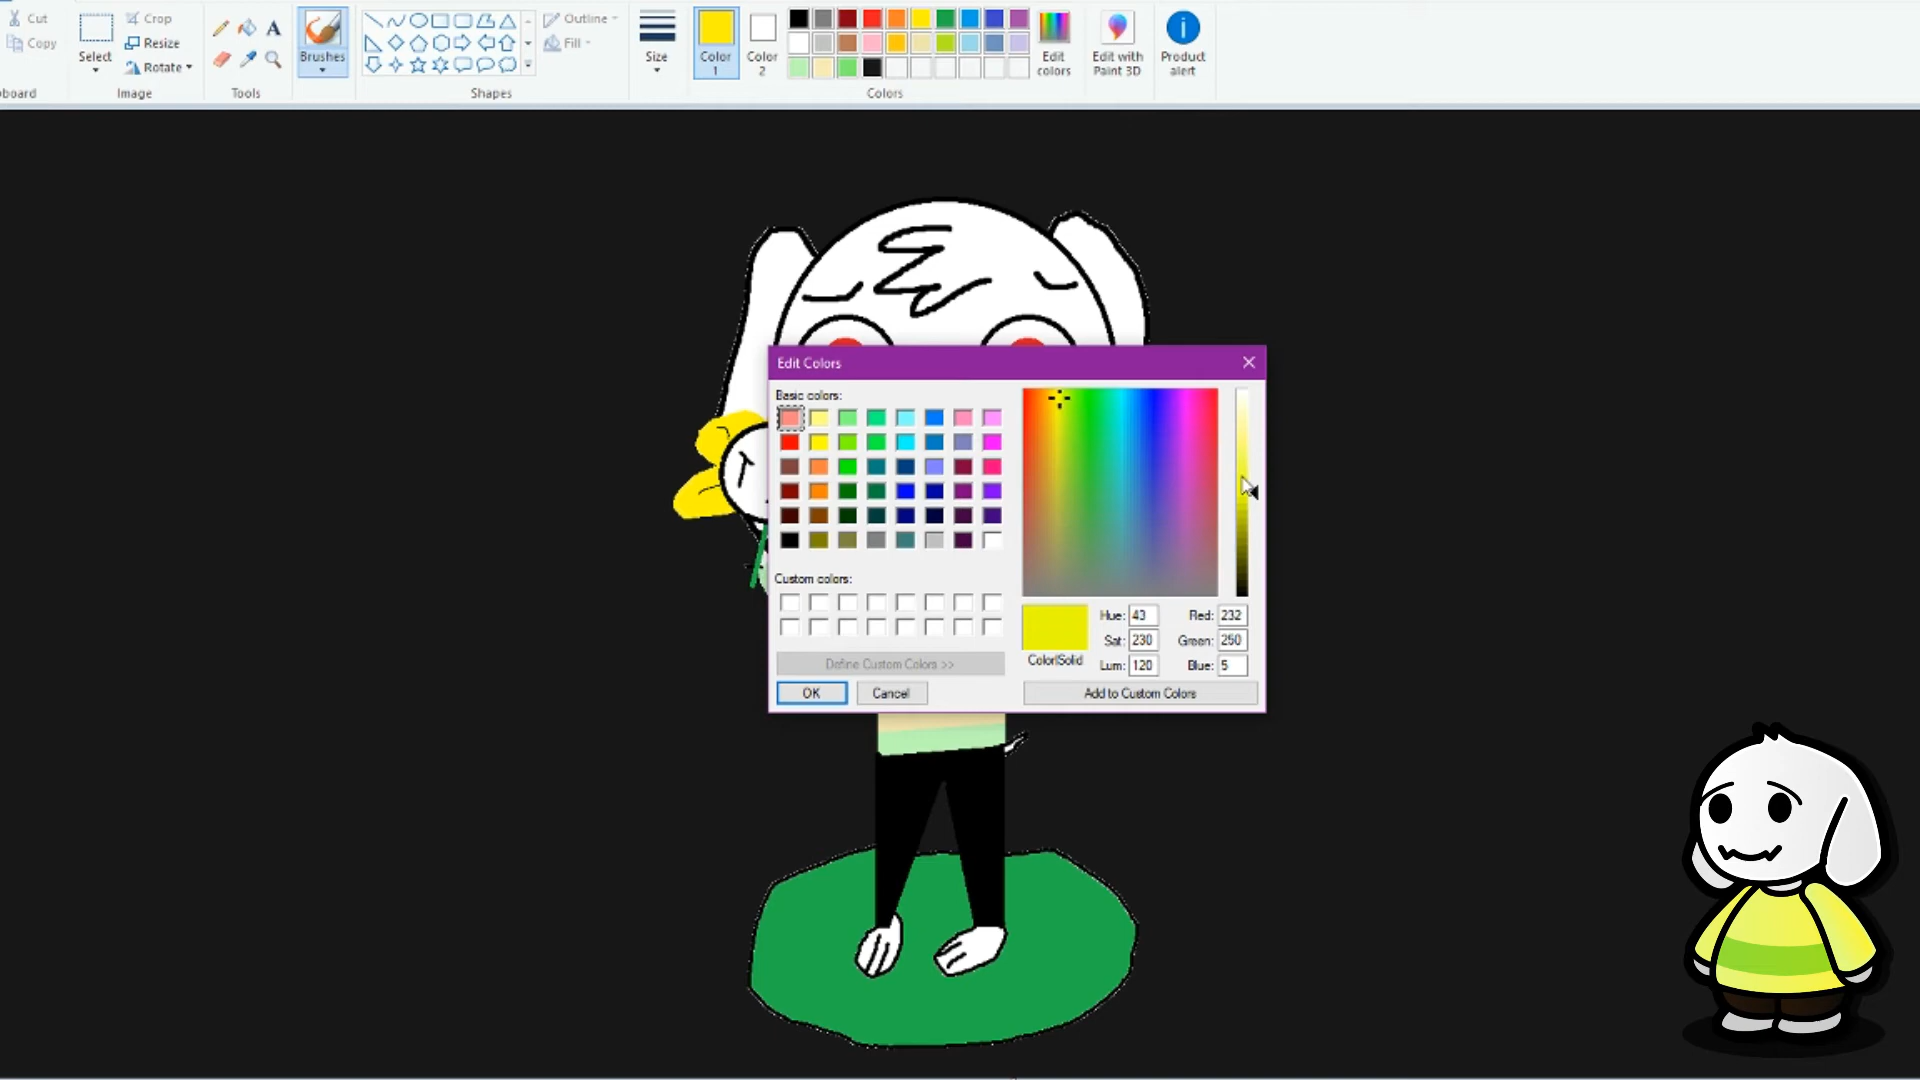 Cut
Copy
board
Select
Crop
Resize
Rotate
Image
A
Tools
Brushes
Shapes
Outline
Fill
Size
Color
1
Color
2
Colors
Edit
colors
Edit with
Paint 3D
Product
alert
Edit Colors
Basic colors:
Custom colors:
Define Custom Colors >>
OK
Cancel
Color|Solid
Hue: 43
Sat: 230
Lum: 120
Red: 232
Green: 250
Blue: 5
Add to Custom Colors